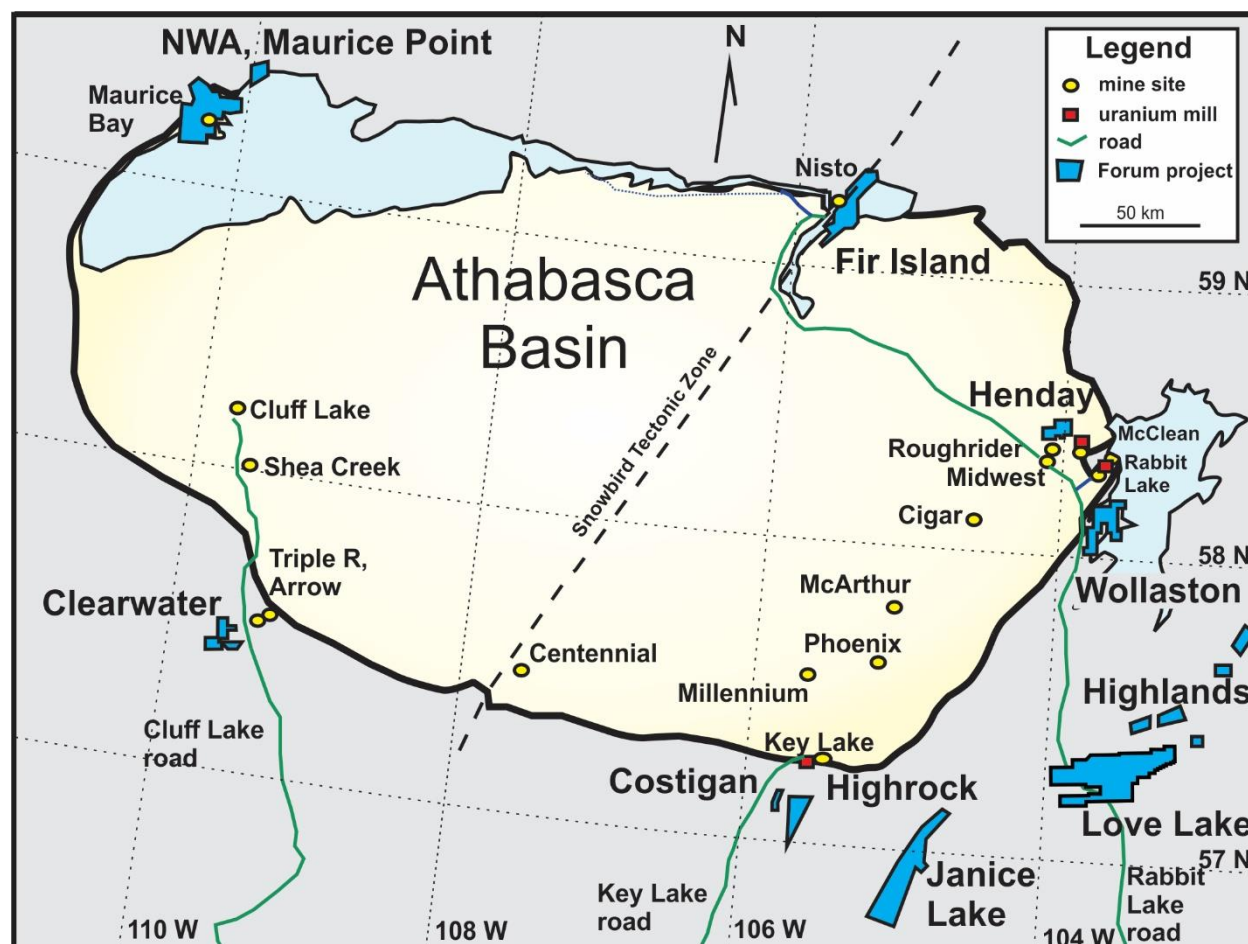 NWA, Maurice Point
Maurice
Bay
N
Legend
mine site
uranium mill
road
Forum project
50 km
Nisto
Fir Island
59 N
Athabasca
Basin
Snowbird Tectonic Zone
Henday
Cluff Lake
Shea Creek
Roughrider
Midwest
McClean
Rabbit
Lake
Cigar
58 N
Triple R,
Arrow
Clearwater
McArthur
Wollaston
Phoenix
Centennial
Millennium
Highlands
Cluff Lake
road
Key Lake
Costigan
Highrock
Love Lake
57 N
Janice
Lake
Key Lake
road
Rabbit
Lake
road
110 W
108 W
106 W
104 W